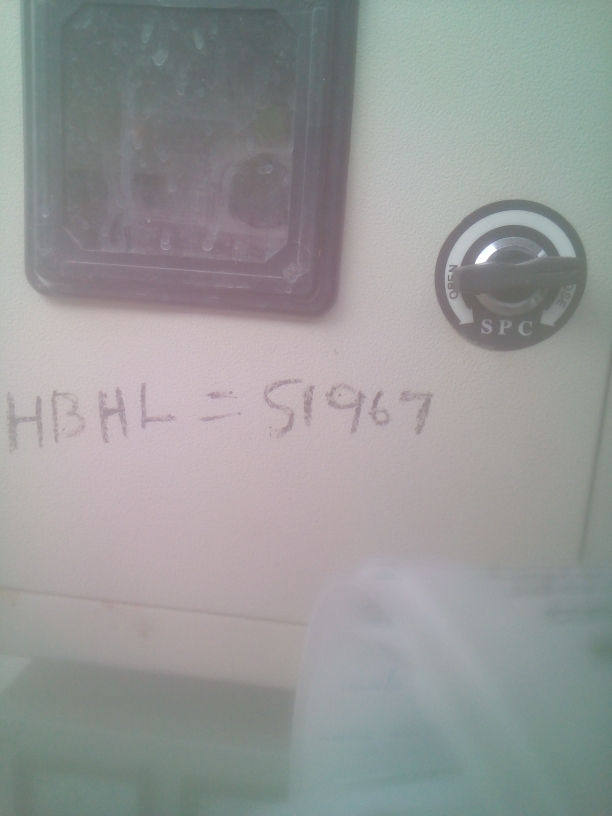 OPEN
SPC
HBHL = 51967